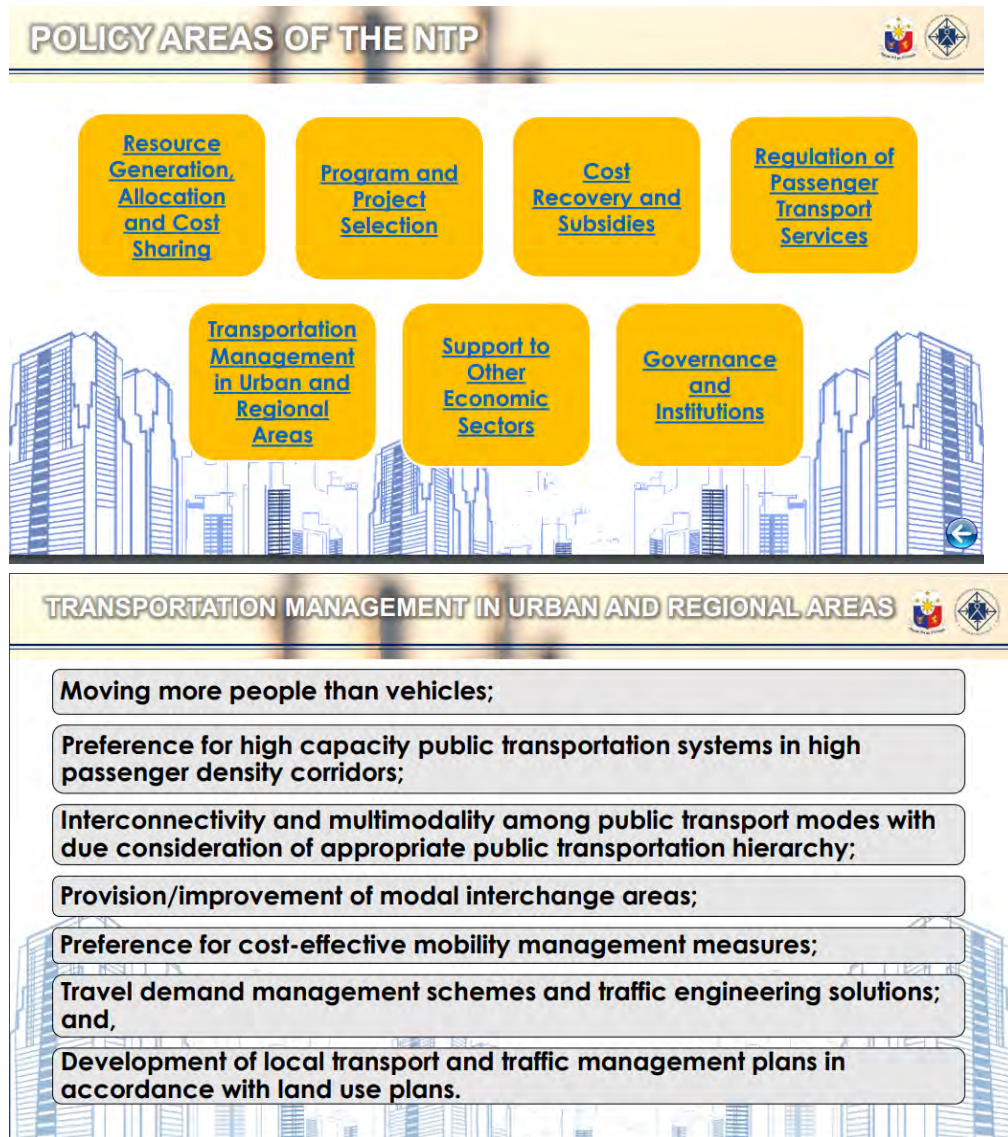 POLICY AREAS OF THE NTP
Resource
Generation,
Allocation
and Cost
Sharing
Program and
Project
Selection
Cost
Recovery and
Subsidies
Regulation of
Passenger
Transport
Services
Transportation
Management
in Urban and
Regional
Areas
Support to
Other
Economic
Sectors
Governance
and
Institutions
TRANSPORTATION MANAGEMENT IN URBAN AND REGIONAL AREAS
Moving more people than vehicles;
Preference for high capacity public transportation systems in high
passenger density corridors;
Interconnectivity and multimodality among public transport modes with
due consideration of appropriate public transportation hierarchy;
Provision/improvement of modal interchange areas;
Preference for cost-effective mobility management measures;
Travel demand management schemes and traffic engineering solutions;
and,
Development of local transport and traffic management plans in
accordance with land use plans.